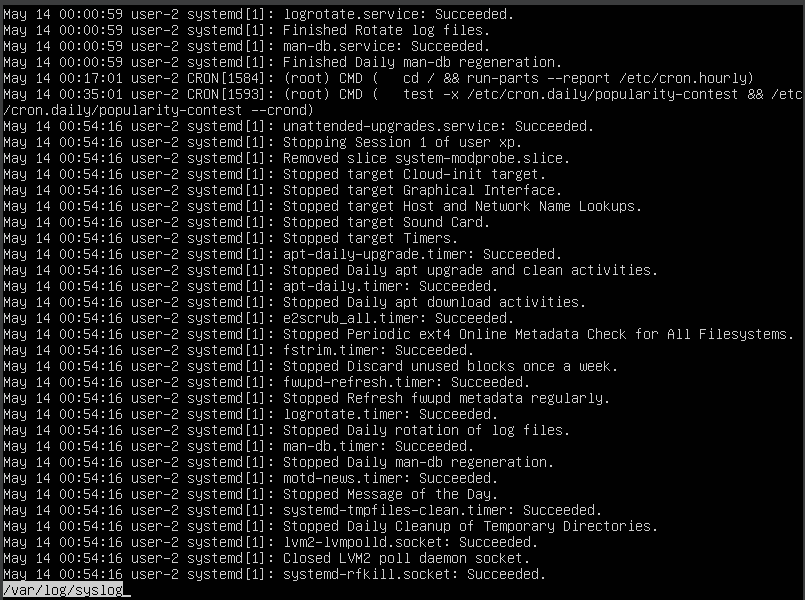 May 14 00:00:59 user-2 systemd[1]: logrotate.service: Succeeded.
May 14 00:00:59 user-2 systemd[1]: Finished Rotate log files.
May 14 00:00:59 user-2 systemd[1]: man-db.service: Succeeded.
May 14 00:00:59 user-2 systemd[1]: Finished Daily man-db regeneration.
May 14 00:17:01 user-2 CRON[1584]: (root) CMD (   cd / && run-parts --report /etc/cron.hourly)
May 14 00:35:01 user-2 CRON[1593]: (root) CMD (   test -x /etc/cron.daily/popularity-contest && /etc
/cron.daily/popularity-contest --crond)
May 14 00:54:16 user-2 systemd[1]: unattended-upgrades.service: Succeeded.
May 14 00:54:16 user-2 systemd[1]: Stopping Session 1 of user xp.
May 14 00:54:16 user-2 systemd[1]: Removed slice system-modprobe.slice.
May 14 00:54:16 user-2 systemd[1]: Stopped target Cloud-init target.
May 14 00:54:16 user-2 systemd[1]: Stopped target Graphical Interface.
May 14 00:54:16 user-2 systemd[1]: Stopped target Host and Network Name Lookups.
May 14 00:54:16 user-2 systemd[1]: Stopped target Sound Card.
May 14 00:54:16 user-2 systemd[1]: Stopped target Timers.
May 14 00:54:16 user-2 systemd[1]: apt-daily-upgrade.timer: Succeeded.
May 14 00:54:16 user-2 systemd[1]: Stopped Daily apt upgrade and clean activities.
May 14 00:54:16 user-2 systemd[1]: apt-daily.timer: Succeeded.
May 14 00:54:16 user-2 systemd[1]: Stopped Daily apt download activities.
May 14 00:54:16 user-2 systemd[1]: e2scrub_all.timer: Succeeded.
May 14 00:54:16 user-2 systemd[1]: Stopped Periodic ext4 Online Metadata Check for All Filesystems.
May 14 00:54:16 user-2 systemd[1]: fstrim.timer: Succeeded.
May 14 00:54:16 user-2 systemd[1]: Stopped Discard unused blocks once a week.
May 14 00:54:16 user-2 systemd[1]: fwupd-refresh.timer: Succeeded.
May 14 00:54:16 user-2 systemd[1]: Stopped Refresh fwupd metadata regularly.
May 14 00:54:16 user-2 systemd[1]: logrotate.timer: Succeeded.
May 14 00:54:16 user-2 systemd[1]: Stopped Daily rotation of log files.
May 14 00:54:16 user-2 systemd[1]: man-db.timer: Succeeded.
May 14 00:54:16 user-2 systemd[1]: Stopped Daily man-db regeneration.
May 14 00:54:16 user-2 systemd[1]: motd-news.timer: Succeeded.
May 14 00:54:16 user-2 systemd[1]: Stopped Message of the Day.
May 14 00:54:16 user-2 systemd[1]: systemd-tmpfiles-clean.timer: Succeeded.
May 14 00:54:16 user-2 systemd[1]: Stopped Daily Cleanup of Temporary Directories.
May 14 00:54:16 user-2 systemd[1]: lvm2-lvmpolld.socket: Succeeded.
May 14 00:54:16 user-2 systemd[1]: Closed LVM2 poll daemon socket.
May 14 00:54:16 user-2 systemd[1]: systemd-rfkill.socket: Succeeded.
/var/log/syslog